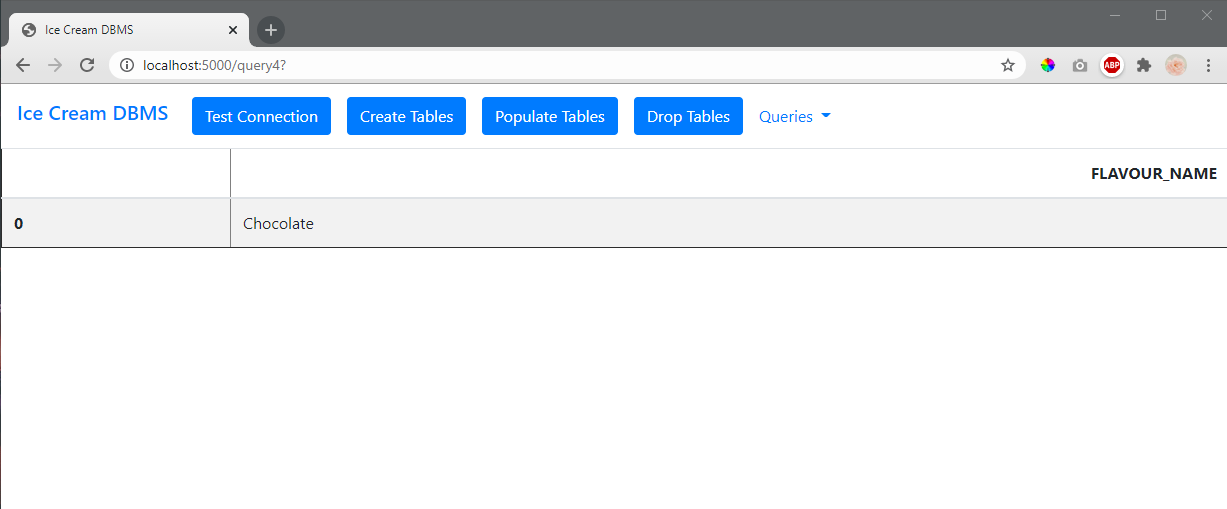 Ice Cream DBMS
localhost:5000/query4?
ABP
Ice Cream DBMS
Test Connection
Create Tables
Populate Tables
Drop Tables
Queries
FLAVOUR_NAME
0
Chocolate